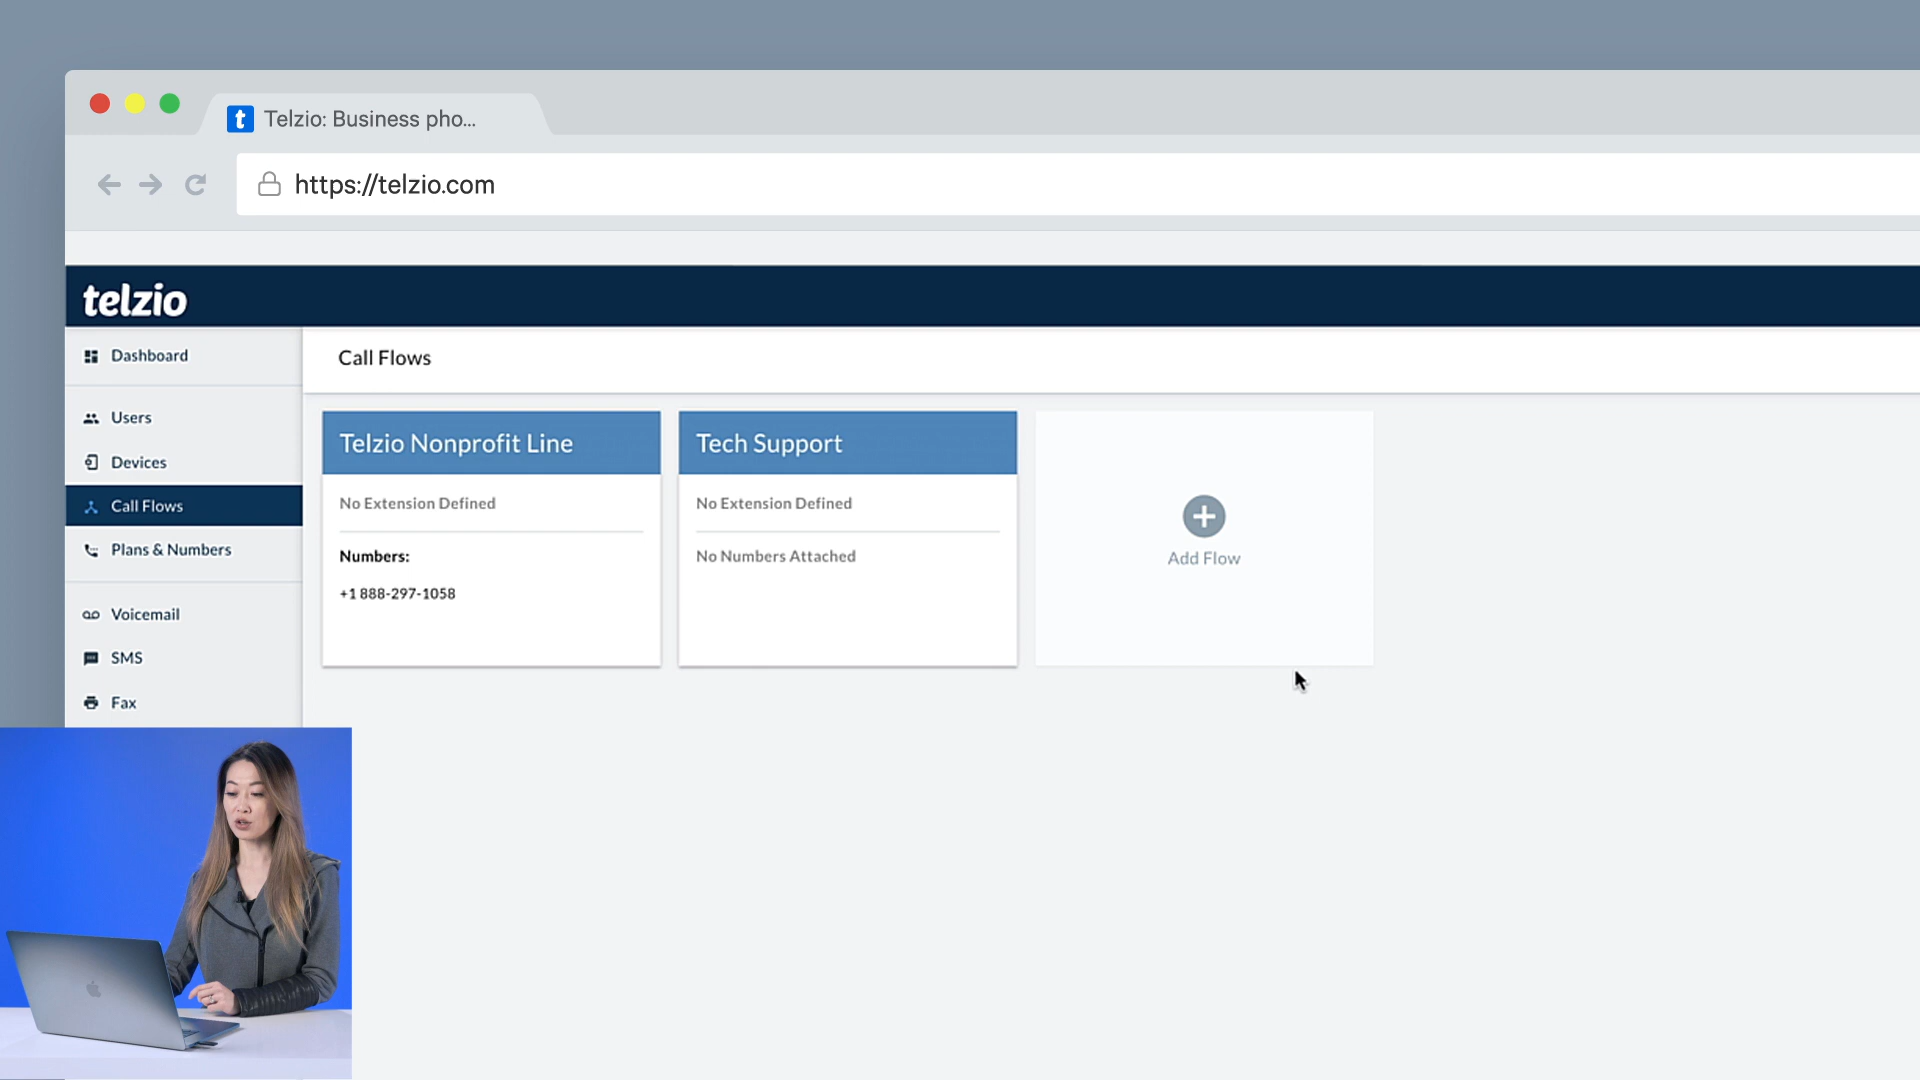 Telzio: Business pho...
https://telzio.com
telzio
Dashboard
Call Flows
Users
Devices
Call Flows
Plans & Numbers
Voicemail
SMS
Fax
Telzio Nonprofit Line
No Extension Defined
Numbers:
+1 888-297-1058
Tech Support
No Extension Defined
No Numbers Attached
Add Flow